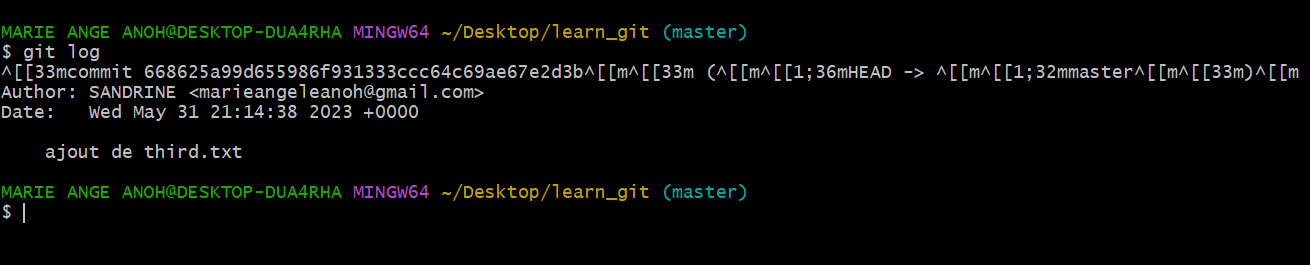 MARIE ANGE ANOH@DESKTOP-DUA4RHA MINGW64 ~/Desktop/learn_git (master)
$ git log
^[[33mcommit 668625a99d655986f931333ccc64c69ae67e2d3b^[[m^[[33m (^[[m^[[1;36mHEAD -> ^[[m^[[1;32mmaster^[[m^[[33m)^[[m
Author: SANDRINE <marieangeleanoh@gmail.com>
Date:   Wed May 31 21:14:38 2023 +0000
    ajout de third.txt
MARIE ANGE ANOH@DESKTOP-DUA4RHA MINGW64 ~/Desktop/learn_git (master)
$